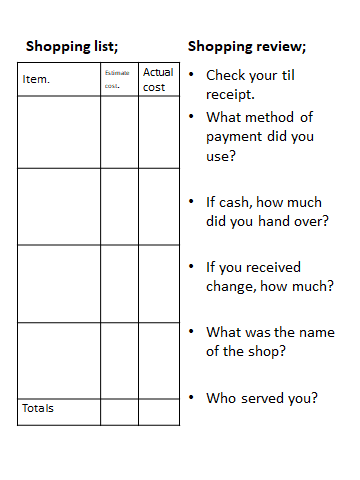 Shopping list;
Item.
Estimate
cost.
Actual
cost
Totals
Shopping review;
• Check your til
receipt.
• What method of
payment did you
use?
• If cash, how much
did you hand over?
• If you received
change, how much?
• What was the name
of the shop?
• Who served you?